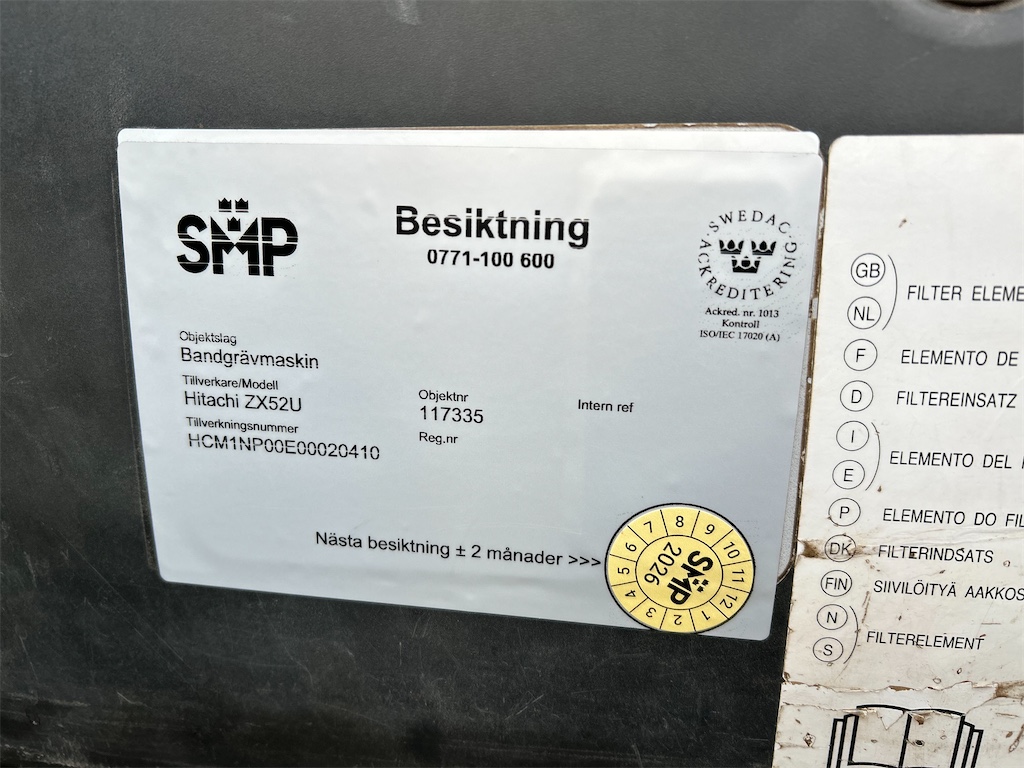 SMP
Besiktning
0771-100 600
SWEDAC ACKREDITERING
Ackred. nr. 1013
Kontroll
ISO/IEC 17020 (A)
Objektslag
Bandgrävmaskin
Tillverkare/Modell
Hitachi ZX52U
Tillverkningsnummer
HCM1NP00E00020410
Objektnr
117335
Reg.nr
Intern ref
Nästa besiktning ± 2 månader >>>
1 2 3 4 5 6 7 8 9 10 11 12
SMP
2026
GB
NL
FILTER ELEME
F
ELEMENTO DE
D
FILTEREINSATZ
I
E
ELEMENTO DEL
P
ELEMENTO DO FIL
DK
FILTERINDSATS
FIN
SIIVILÖITYÄ AAKKOS
N
S
FILTERELEMENT